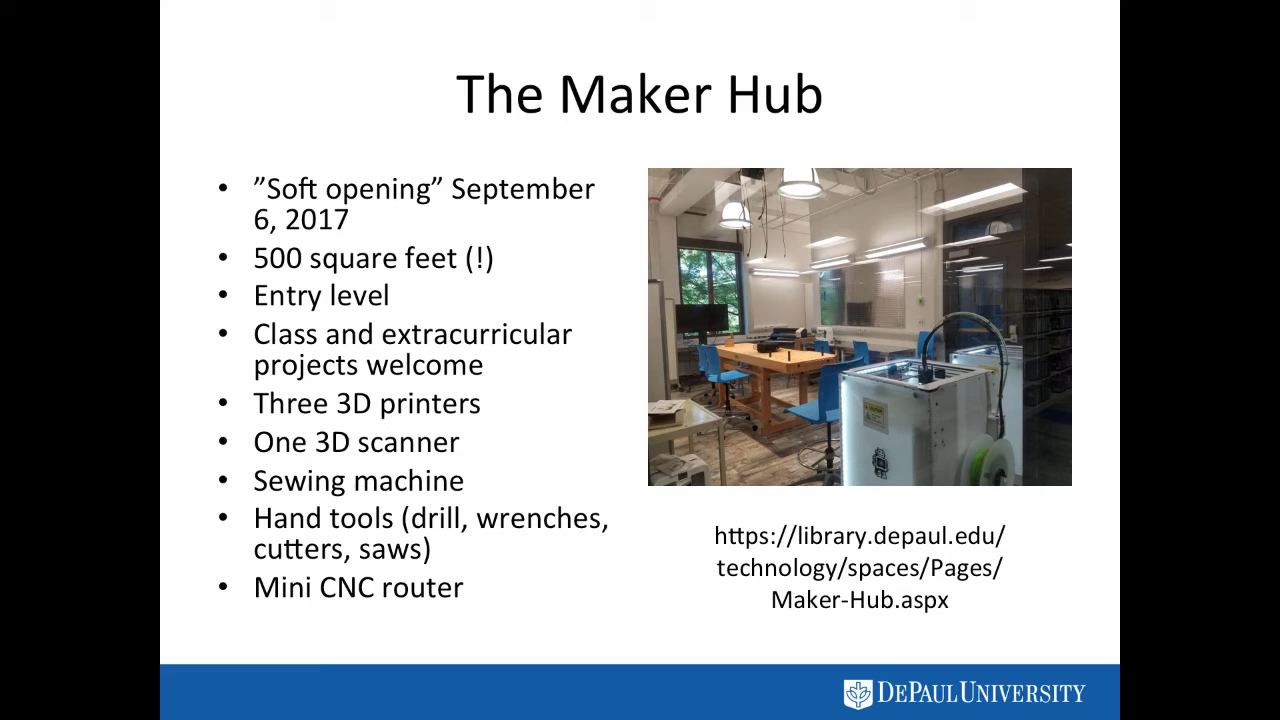 The Maker Hub
• ”Soft opening” September
6, 2017
• 500 square feet (!)
• Entry level
• Class and extracurricular
projects welcome
• Three 3D printers
• One 3D scanner
• Sewing machine
• Hand tools (drill, wrenches,
cutters, saws)
• Mini CNC router
https://library.depaul.edu/
technology/spaces/Pages/
Maker-Hub.aspx
DEPAUL UNIVERSITY